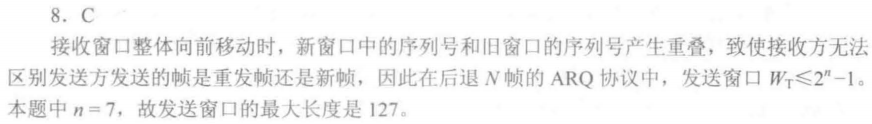 8．C
接收窗口整体向前移动时，新窗口中的序列号和旧窗口的序列号产生重叠，致使接收方无法
区别发送方发送的帧是重发帧还是新帧，因此在后退 N 帧的 ARQ 协议中，发送窗口 W_T≤2^n−1。
本题中 n = 7，故发送窗口的最大长度是 127。